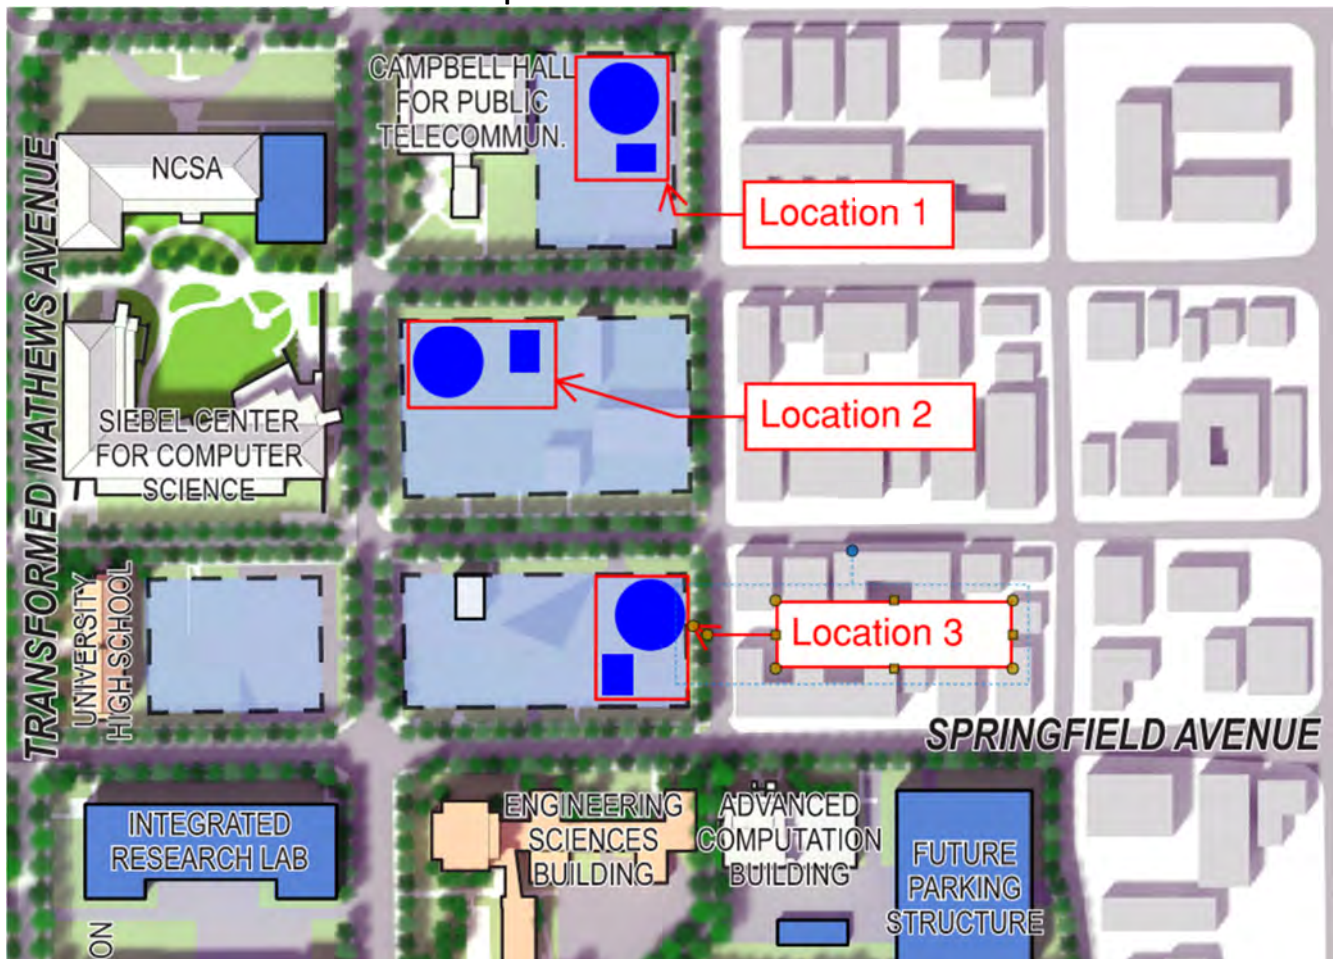 CAMPBELL HALL
FOR PUBLIC
TELECOMMUN.
NCSA
Location 1
TRANSFORMED MATHEWS AVENUE
Location 2
SIEBEL CENTER
FOR COMPUTER
SCIENCE
UNIVERSITY
HIGH SCHOOL
Location 3
SPRINGFIELD AVENUE
INTEGRATED
RESEARCH LAB
ENGINEERING
SCIENCES
BUILDING
ADVANCED
COMPUTATION
BUILDING
FUTURE
PARKING
STRUCTURE
ON